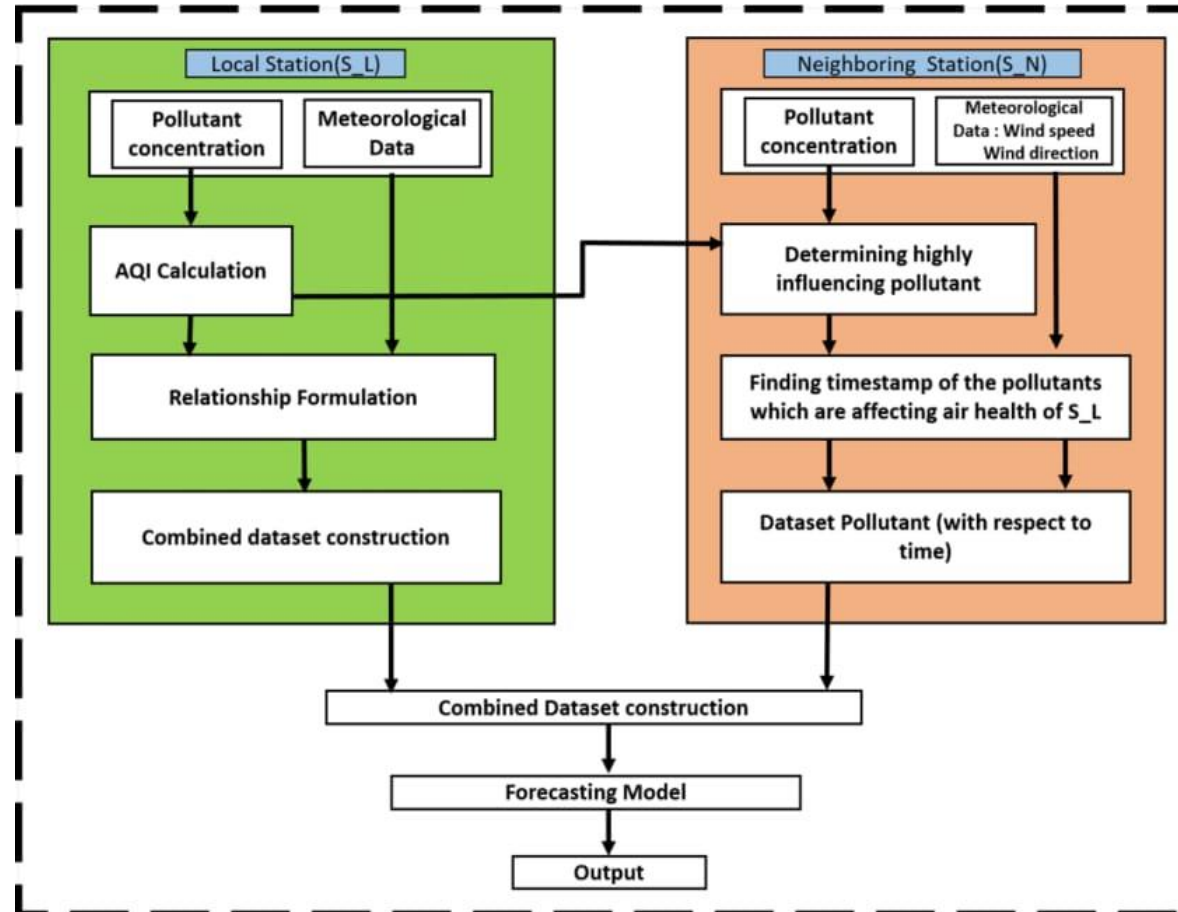 Local Station(S_L)
Pollutant
concentration
Meteorological
Data
AQI Calculation
Relationship Formulation
Combined dataset construction
Neighboring Station(S_N)
Pollutant
concentration
Meteorological
Data : Wind speed
Wind direction
Determining highly
influencing pollutant
Finding timestamp of the pollutants
which are affecting air health of S_L
Dataset Pollutant (with respect to
time)
Combined Dataset construction
Forecasting Model
Output